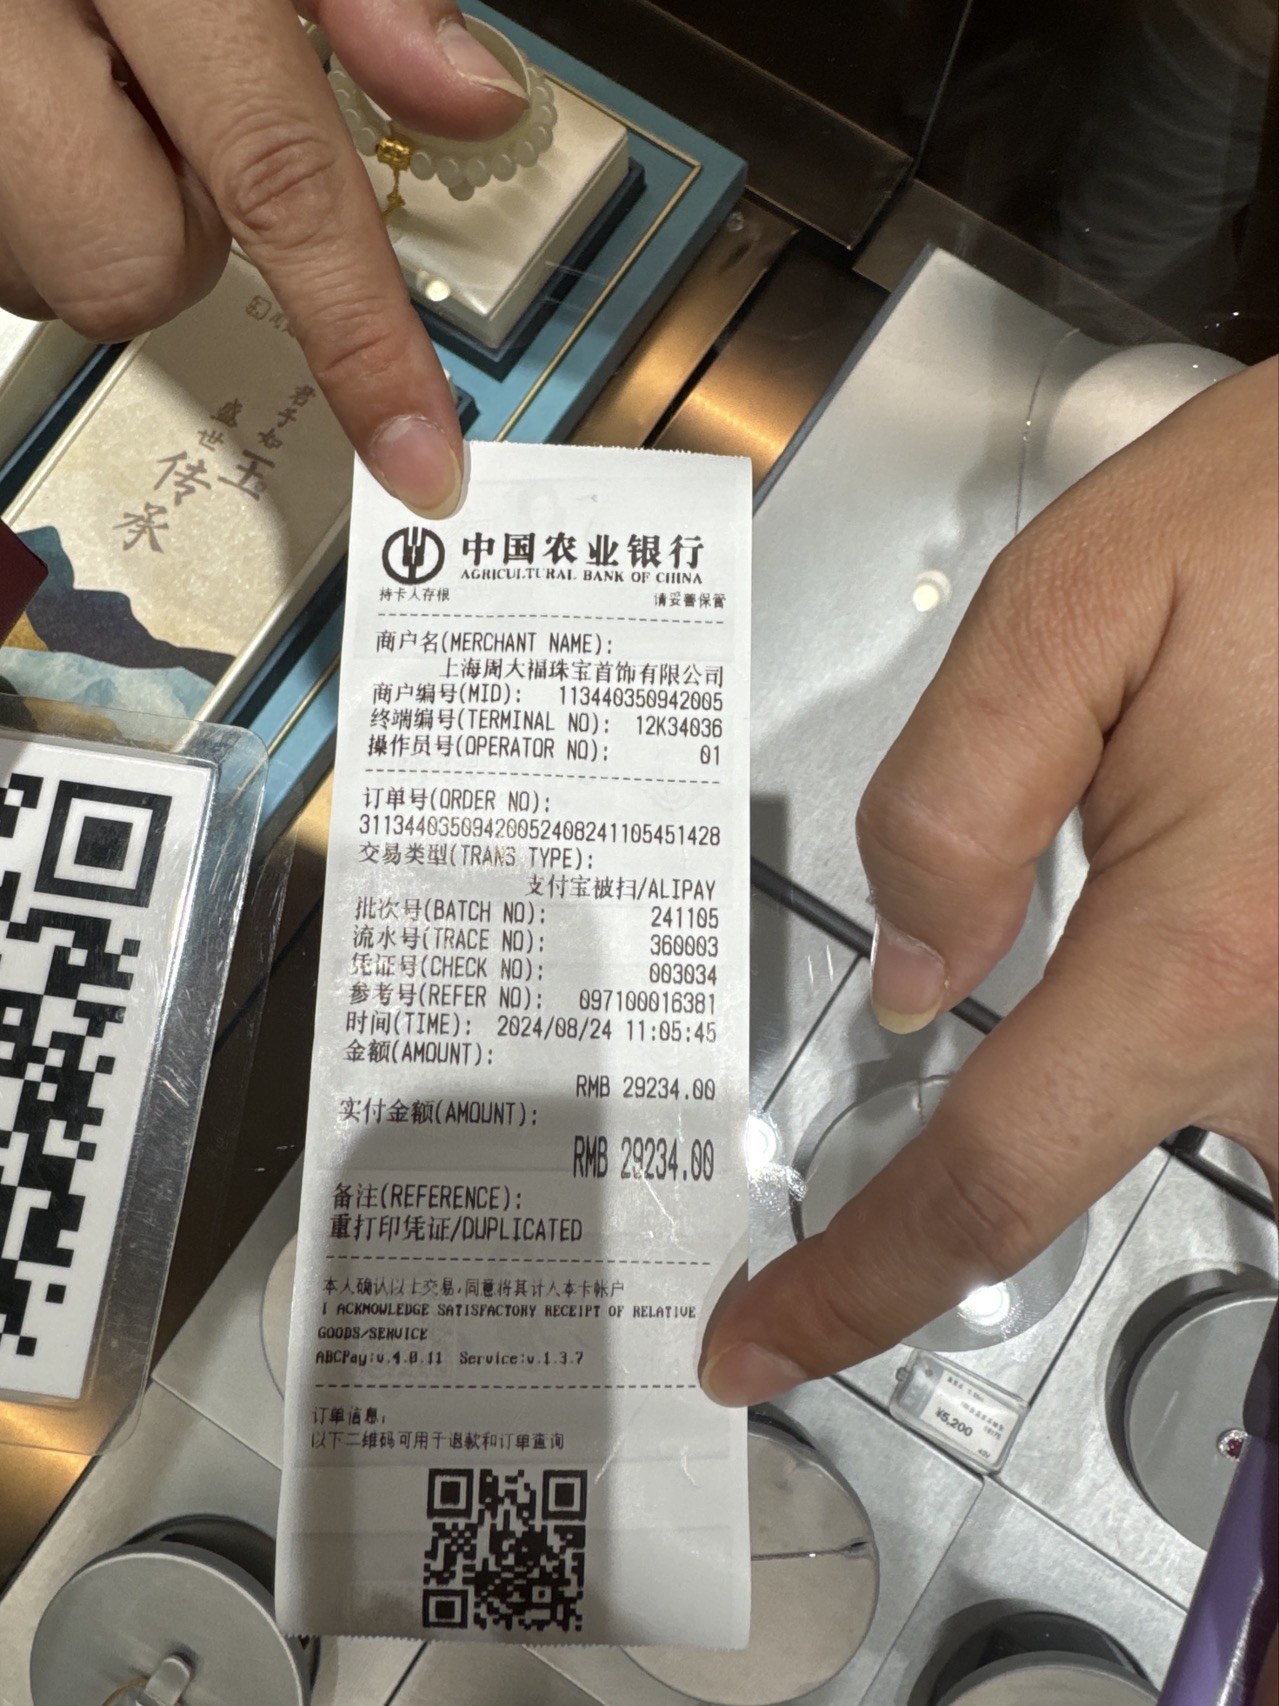 君子如玉
盛世传承
中国农业银行
AGRICULTURAL BANK OF CHINA
持卡人存根 请妥善保管
商户名(MERCHANT NAME):
上海周大福珠宝首饰有限公司
商户编号(MID): 113440350942005
终端编号(TERMINAL NO): 12K34036
操作员号(OPERATOR NO): 01
订单号(ORDER NO):
31134403509420052408241105451428
交易类型(TRANS TYPE):
支付宝被扫/ALIPAY
批次号(BATCH NO): 241105
流水号(TRACE NO): 360003
凭证号(CHECK NO): 003034
参考号(REFER NO): 097100016381
时间(TIME): 2024/08/24 11:05:45
金额(AMOUNT):
RMB 29234.00
实付金额(AMOUNT):
RMB 29234.00
备注(REFERENCE):
重打印凭证/DUPLICATED
本人确认以上交易,同意将其计入本卡帐户
I ACKNOWLEDGE SATISFACTORY RECEIPT OF RELATIVE
GOODS/SERVICE
ABCPay:v.4.0.11 Service:v.1.3.7
订单信息:
以下二维码可用于退款和订单查询
¥5,200